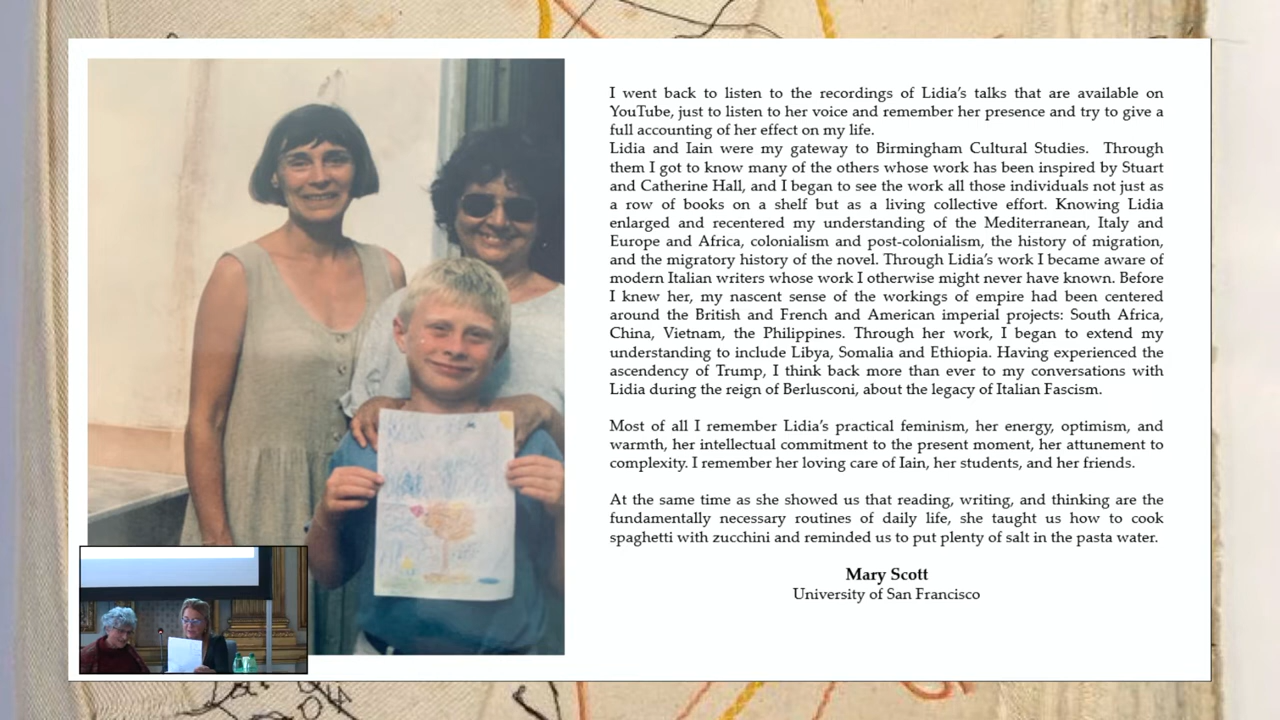 I went back to listen to the recordings of Lidia’s talks that are available on
YouTube, just to listen to her voice and remember her presence and try to give a
full accounting of her effect on my life.
Lidia and Iain were my gateway to Birmingham Cultural Studies. Through
them I got to know many of the others whose work has been inspired by Stuart
and Catherine Hall, and I began to see the work all those individuals not just as
a row of books on a shelf but as a living collective effort. Knowing Lidia
enlarged and recentered my understanding of the Mediterranean, Italy and
Europe and Africa, colonialism and post-colonialism, the history of migration,
and the migratory history of the novel. Through Lidia’s work I became aware of
modern Italian writers whose work I otherwise might never have known. Before
I knew her, my nascent sense of the workings of empire had been centered
around the British and French and American imperial projects: South Africa,
China, Vietnam, the Philippines. Through her work, I began to extend my
understanding to include Libya, Somalia and Ethiopia. Having experienced the
ascendency of Trump, I think back more than ever to my conversations with
Lidia during the reign of Berlusconi, about the legacy of Italian Fascism.
Most of all I remember Lidia’s practical feminism, her energy, optimism, and
warmth, her intellectual commitment to the present moment, her attunement to
complexity. I remember her loving care of Iain, her students, and her friends.
At the same time as she showed us that reading, writing, and thinking are the
fundamentally necessary routines of daily life, she taught us how to cook
spaghetti with zucchini and reminded us to put plenty of salt in the pasta water.
Mary Scott
University of San Francisco